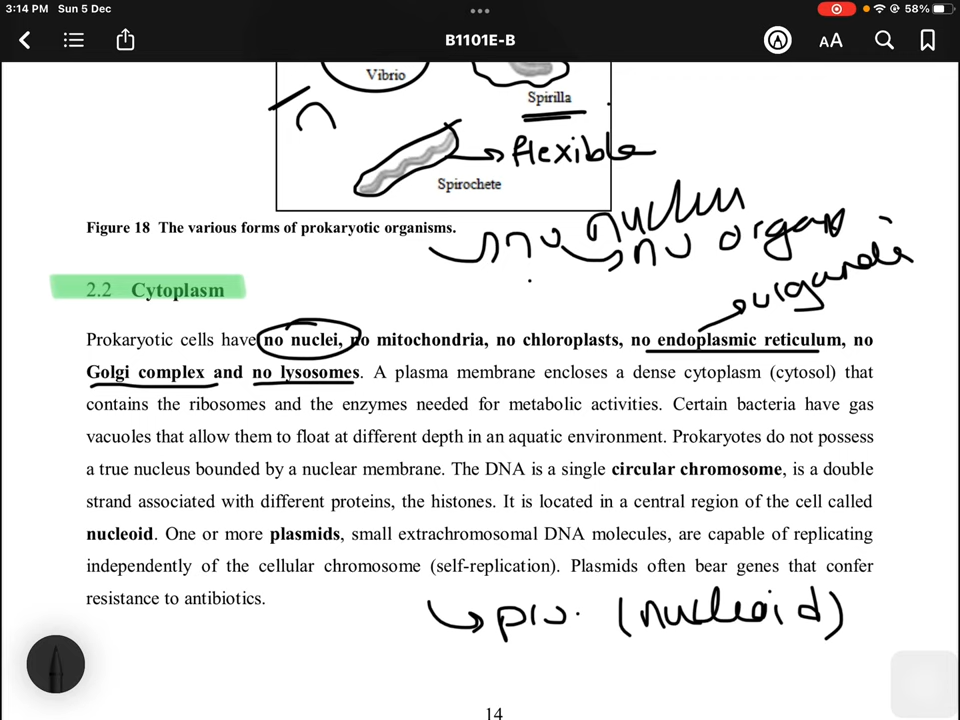 3:14 PM Sun 5 Dec
58%
B1101E-B
AA
Vibrio
Spirilla
flexible
Spirochete
no nucleu
Figure 18 The various forms of prokaryotic organisms.
no organ
organelle
2.2 Cytoplasm
Prokaryotic cells have no nuclei, no mitochondria, no chloroplasts, no endoplasmic reticulum, no
Golgi complex and no lysosomes. A plasma membrane encloses a dense cytoplasm (cytosol) that
contains the ribosomes and the enzymes needed for metabolic activities. Certain bacteria have gas
vacuoles that allow them to float at different depth in an aquatic environment. Prokaryotes do not possess
a true nucleus bounded by a nuclear membrane. The DNA is a single circular chromosome, is a double
strand associated with different proteins, the histones. It is located in a central region of the cell called
nucleoid. One or more plasmids, small extrachromosomal DNA molecules, are capable of replicating
independently of the cellular chromosome (self-replication). Plasmids often bear genes that confer
resistance to antibiotics.
pro. (nucleoid)
14